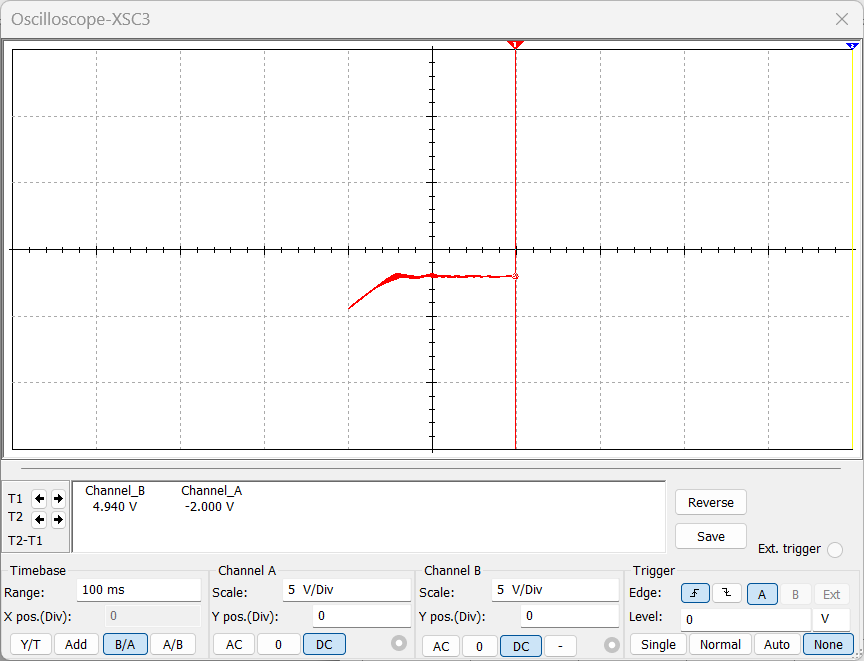 Oscilloscope-XSC3
1
2
T1
T2
T2-T1
Channel_B Channel_A
4.940 V -2.000 V
Reverse
Save
Ext. trigger
Timebase
Range: 100 ms
X pos.(Div): 0
Y/T Add B/A A/B
Channel A
Scale: 5 V/Div
Y pos.(Div): 0
AC 0 DC
Channel B
Scale: 5 V/Div
Y pos.(Div): 0
AC 0 DC -
Trigger
Edge: A B Ext
Level: 0 V
Single Normal Auto None